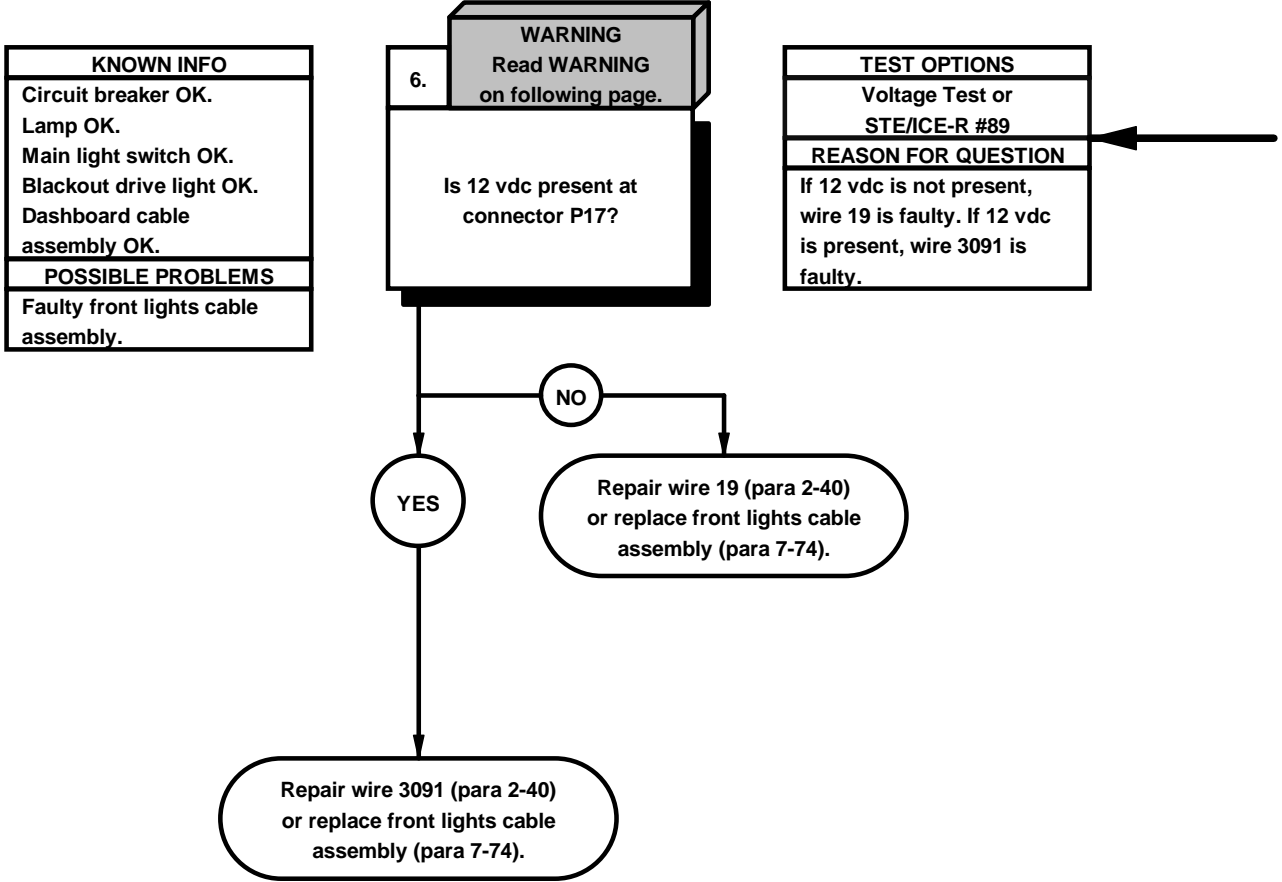 KNOWN INFO
Circuit breaker OK.
Lamp OK.
Main light switch OK.
Blackout drive light OK.
Dashboard cable
assembly OK.
POSSIBLE PROBLEMS
Faulty front lights cable
assembly.
6.
WARNING
Read WARNING
on following page.
Is 12 vdc present at
connector P17?
TEST OPTIONS
Voltage Test or
STE/ICE-R #89
REASON FOR QUESTION
If 12 vdc is not present,
wire 19 is faulty. If 12 vdc
is present, wire 3091 is
faulty.
NO
YES
Repair wire 19 (para 2-40)
or replace front lights cable
assembly (para 7-74).
Repair wire 3091 (para 2-40)
or replace front lights cable
assembly (para 7-74).